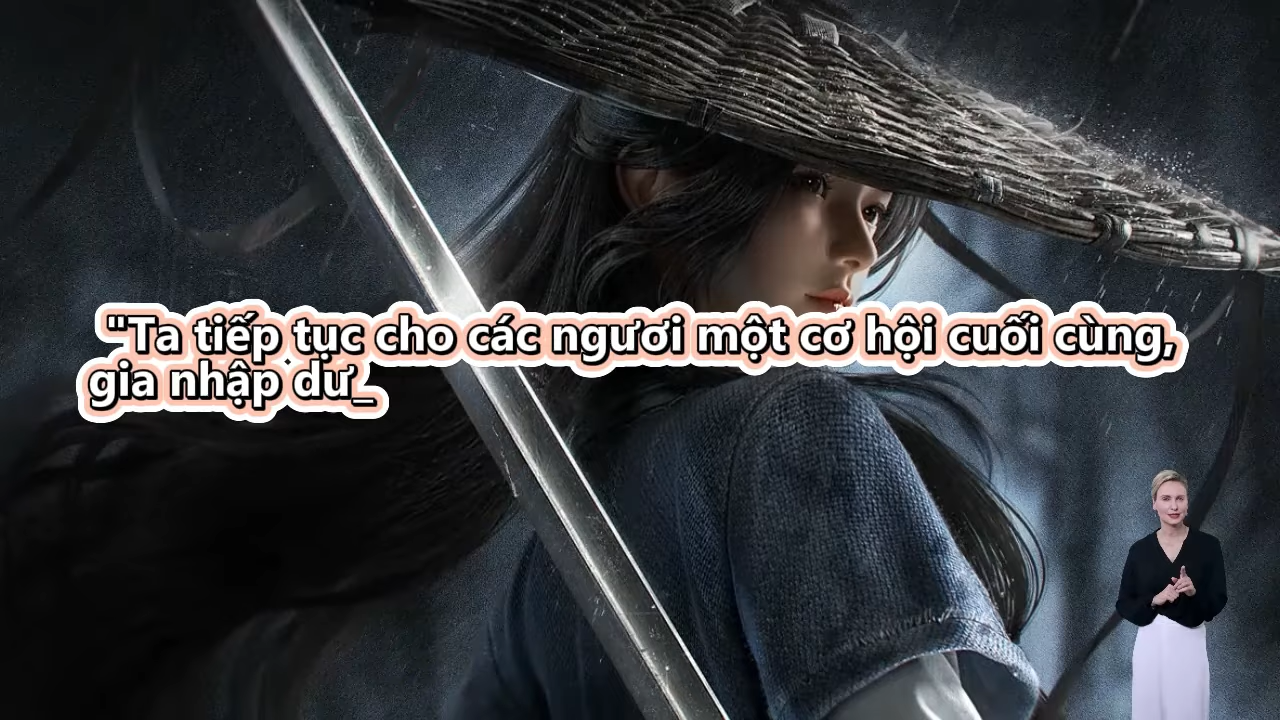 "Ta tiếp tục cho các ngươi một cơ hội cuối cùng,
gia nhập dư_